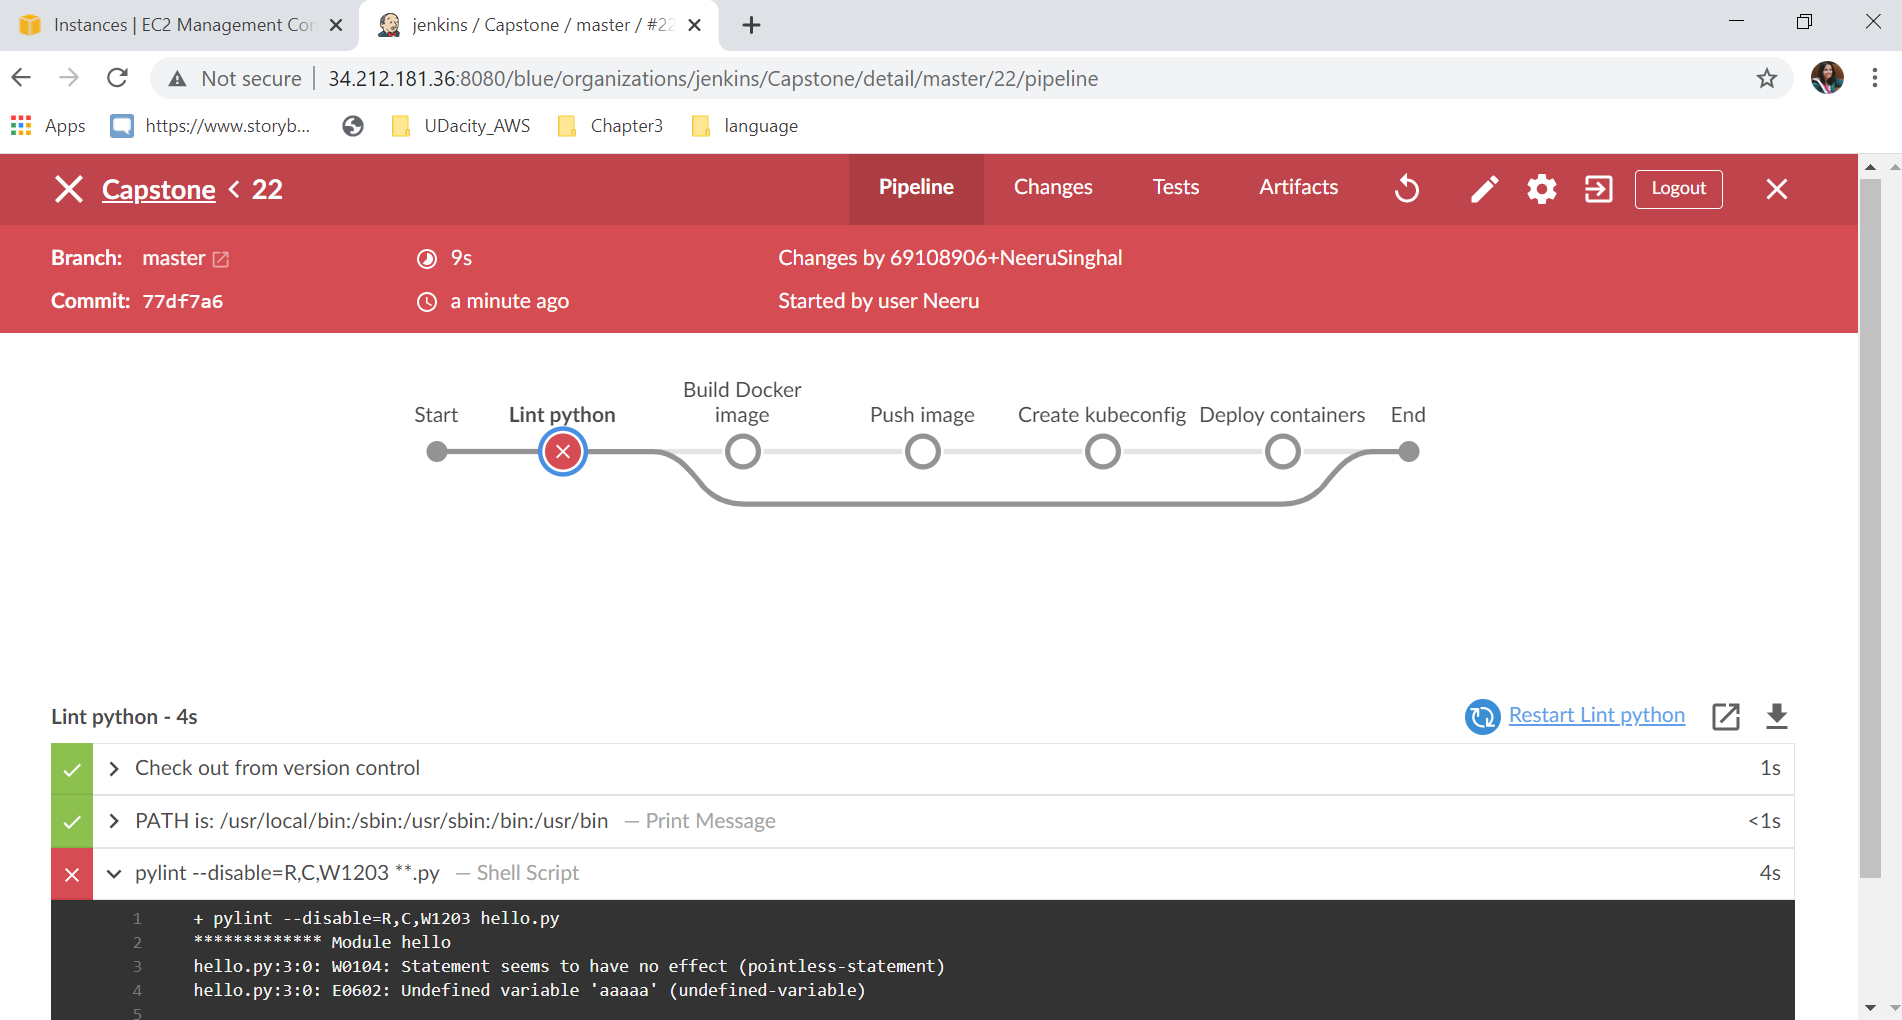 Instances | EC2 Management Con
jenkins / Capstone / master / #22
Not secure | 34.212.181.36:8080/blue/organizations/jenkins/Capstone/detail/master/22/pipeline
Apps https://www.storyb... UDacity_AWS Chapter3 language
Capstone < 22 Pipeline Changes Tests Artifacts Logout
Branch: master 9s Changes by 69108906+NeeruSinghal
Commit: 77df7a6 a minute ago Started by user Neeru
Start Lint python Build Docker image Push image Create kubeconfig Deploy containers End
Lint python - 4s Restart Lint python
Check out from version control 1s
PATH is: /usr/local/bin:/sbin:/usr/sbin:/bin:/usr/bin — Print Message <1s
pylint --disable=R,C,W1203 **.py — Shell Script 4s
1 + pylint --disable=R,C,W1203 hello.py
2 ************* Module hello
3 hello.py:3:0: W0104: Statement seems to have no effect (pointless-statement)
4 hello.py:3:0: E0602: Undefined variable 'aaaaa' (undefined-variable)
5